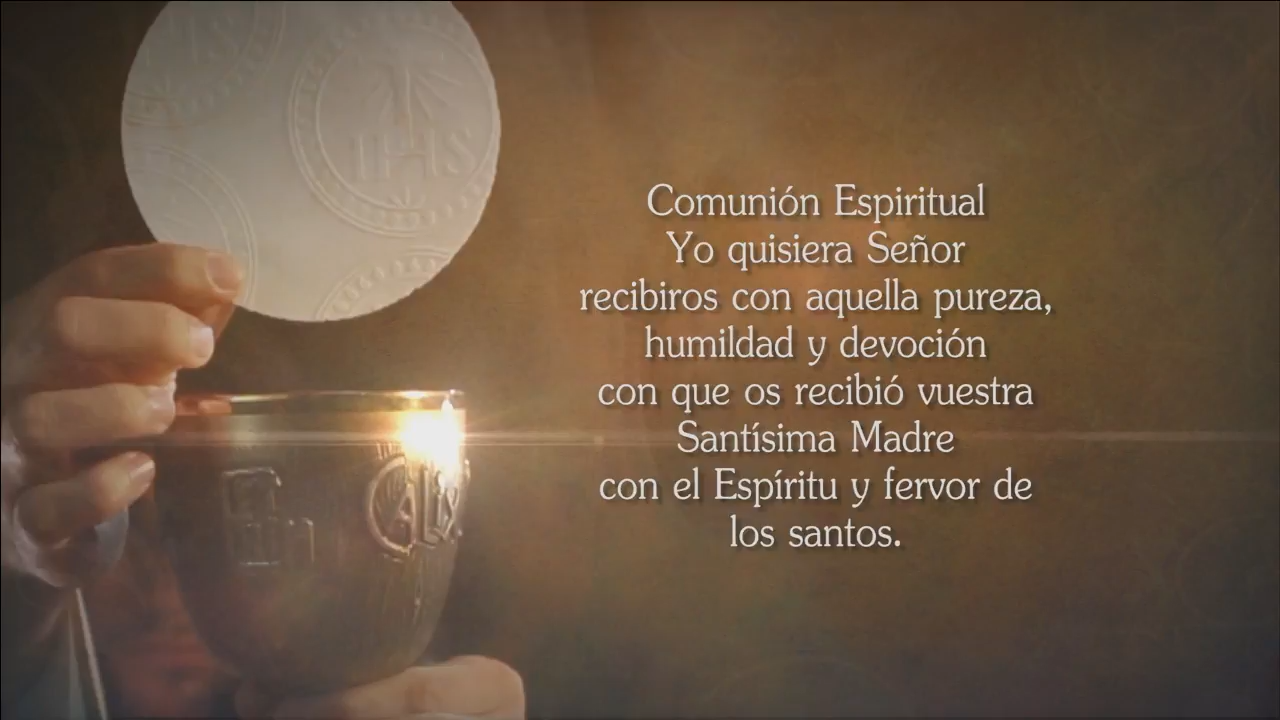 IHS
Comunión Espiritual
Yo quisiera Señor
recibiros con aquella pureza,
humildad y devoción
con que os recibió vuestra
Santísima Madre
con el Espíritu y fervor de
los santos.